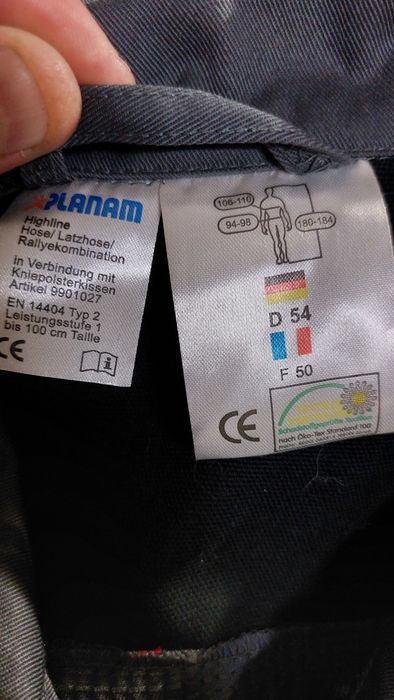 PLANAM
Highline
Hose/ Latzhose/
Rallyekombination
in Verbindung mit
Kniepolsterkissen
Artikel 9901027
EN 14404 Typ 2
Leistungsstufe 1
bis 100 cm Taille
CE
i
106-110
94-98
180-184
D 54
F 50
CE
Schadstoffgeprüfte Textilien
nach Öko-Tex Standard 100